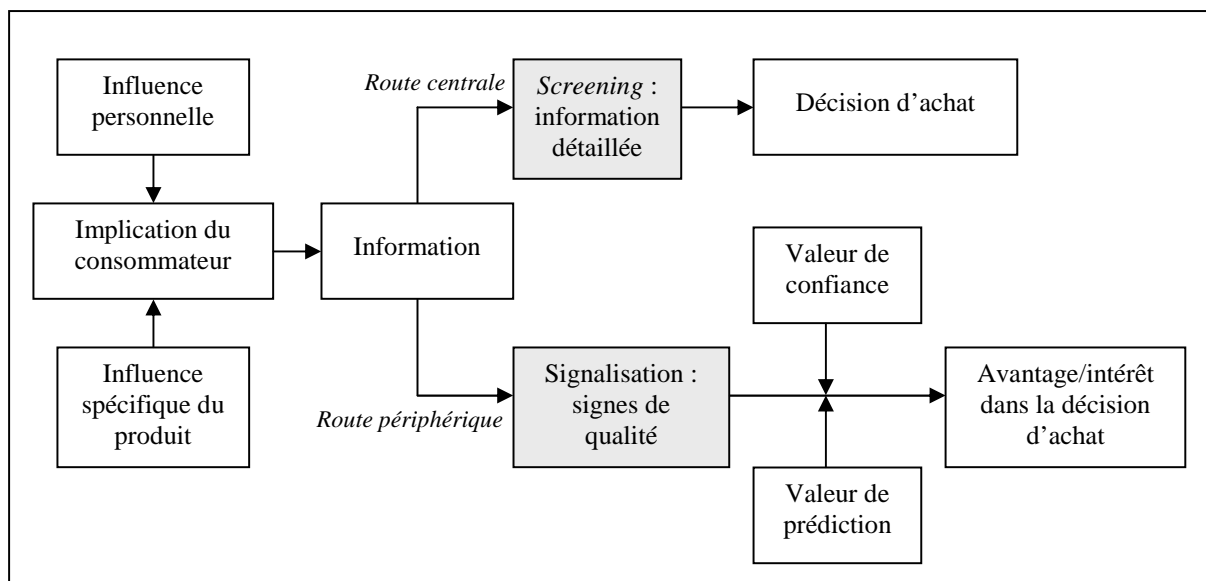 Influence
personnelle
Implication du
consommateur
Influence
spécifique du
produit
Information
Route centrale
Screening :
information
détaillée
Décision d’achat
Route périphérique
Signalisation :
signes de
qualité
Valeur de
confiance
Valeur de
prédiction
Avantage/intérêt
dans la décision
d’achat